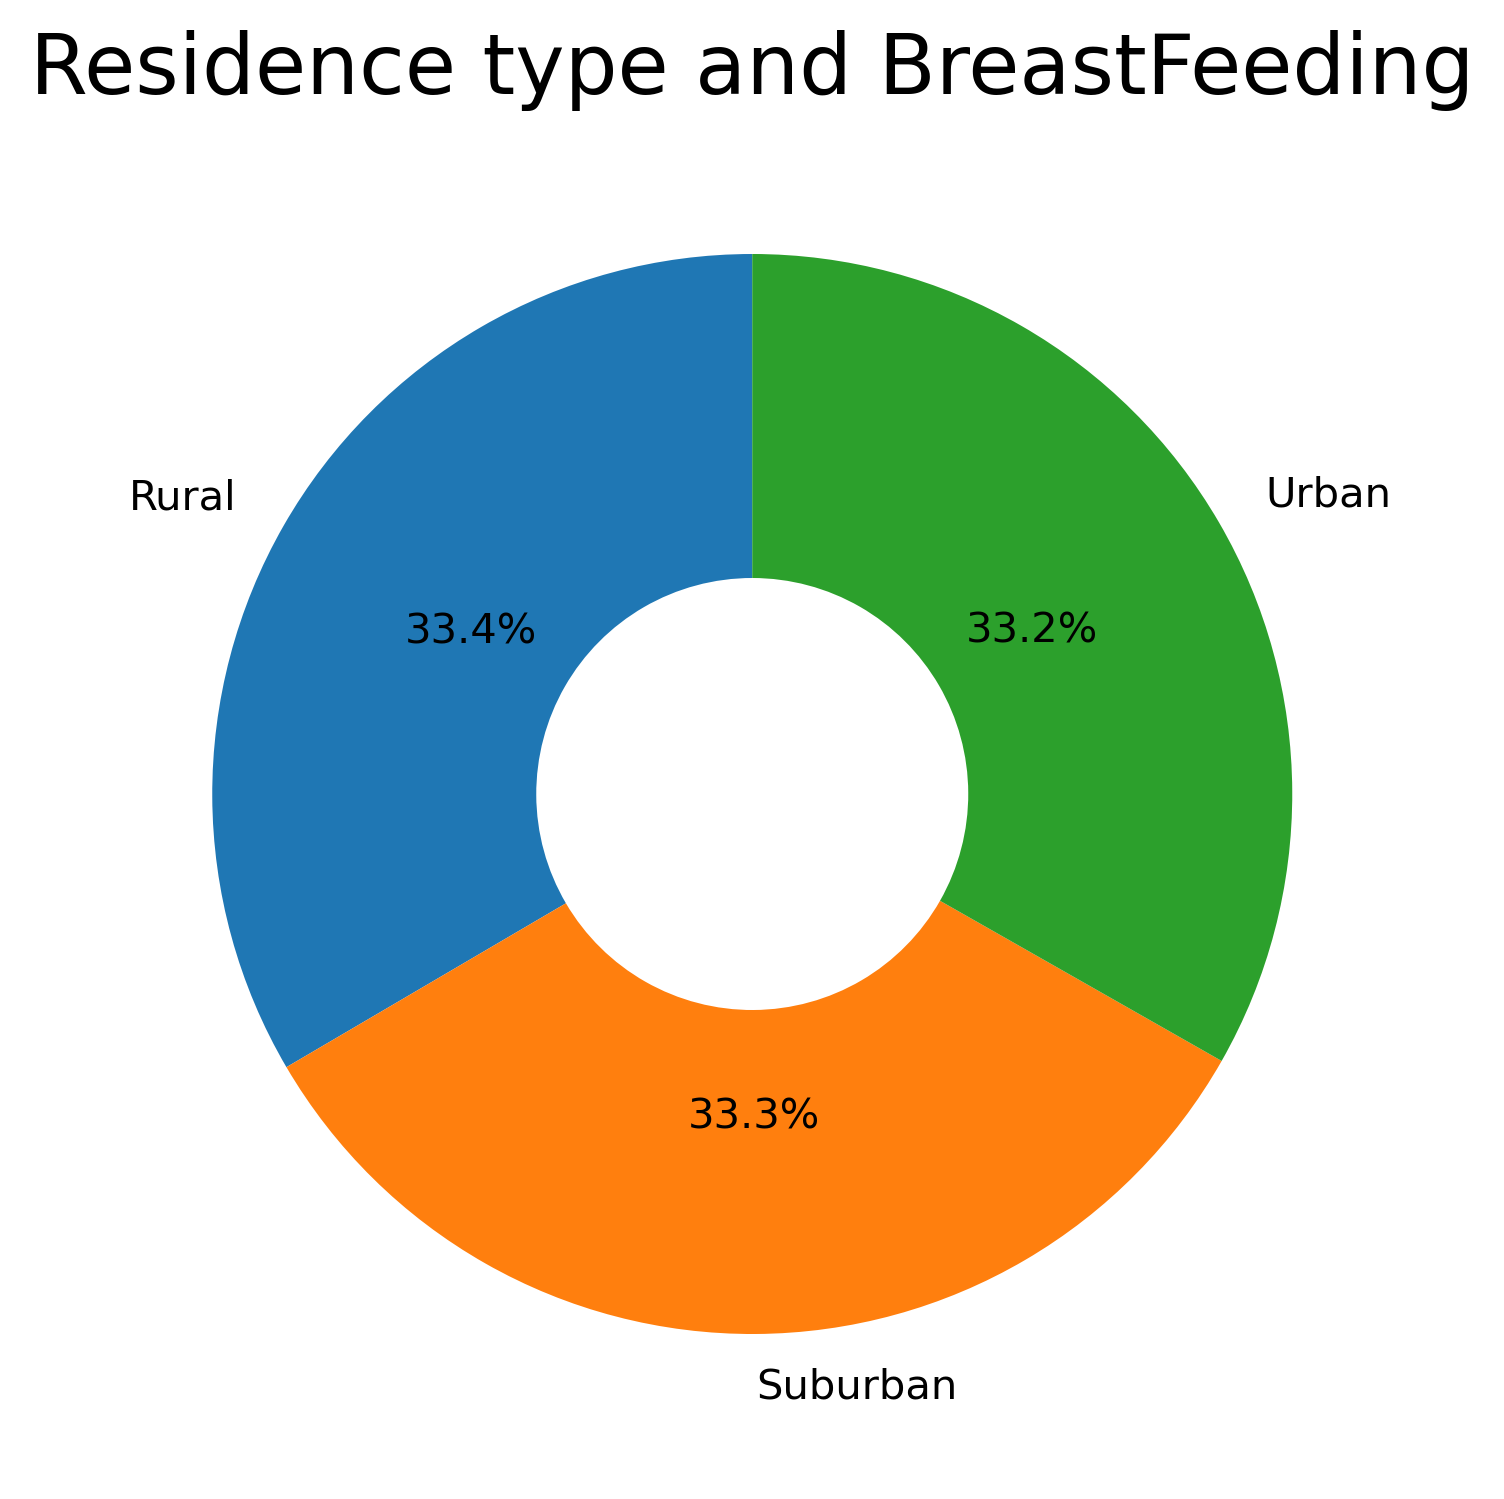 Residence type and BreastFeeding
Rural
Urban
33.4%
33.2%
33.3%
Suburban